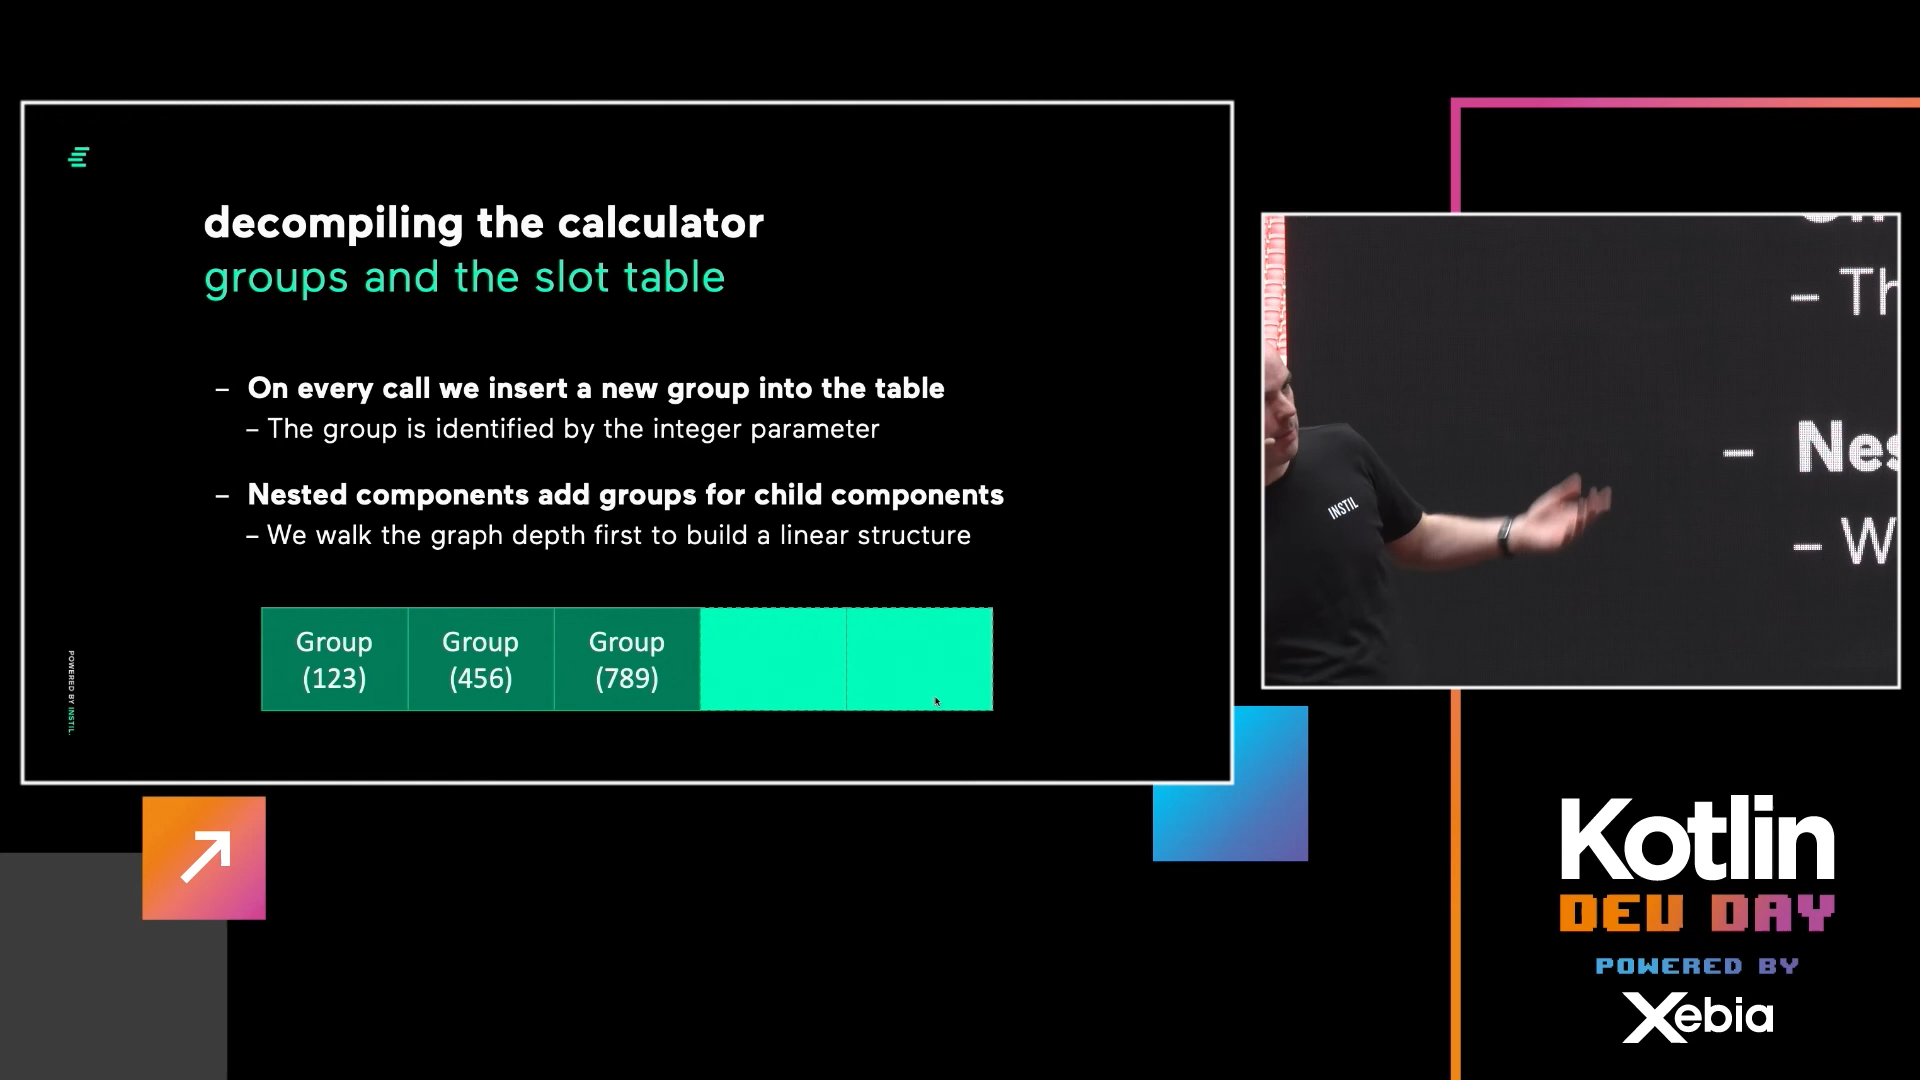 decompiling the calculator
groups and the slot table
– On every call we insert a new group into the table
– The group is identified by the integer parameter
– Nested components add groups for child components
– We walk the graph depth first to build a linear structure
Group
(123)
Group
(456)
Group
(789)
POWERED BY INSTIL.
– Th
– Nes
– W
INSTIL
Kotlin
DEV DAY
POWERED BY
Xebia